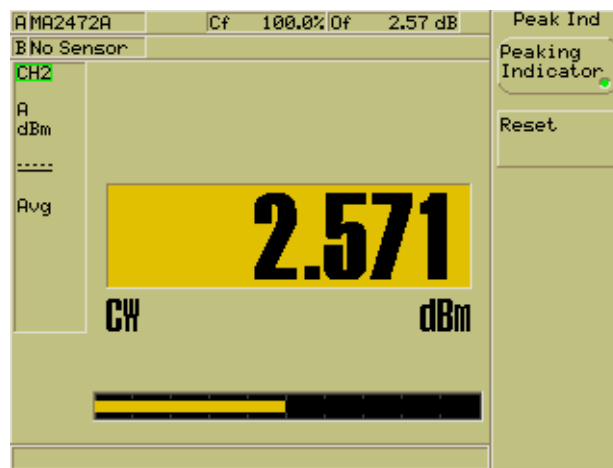 A MA2472A Cf 100.0% Of 2.57 dB
B No Sensor
CH2
A
dBm
-----
Avg
2.571
CW dBm
Peak Ind
Peaking
Indicator
Reset